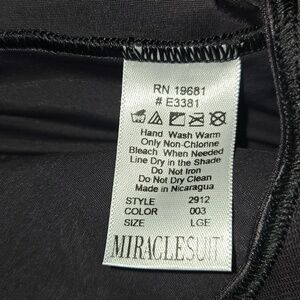 RN 19681
# E3381
Hand Wash Warm
Only Non-Chlorine
Bleach When Needed
Line Dry in the Shade
Do Not Iron
Do Not Dry Clean
Made in Nicaragua
STYLE 2912
COLOR 003
SIZE LGE
MIRACLESUIT